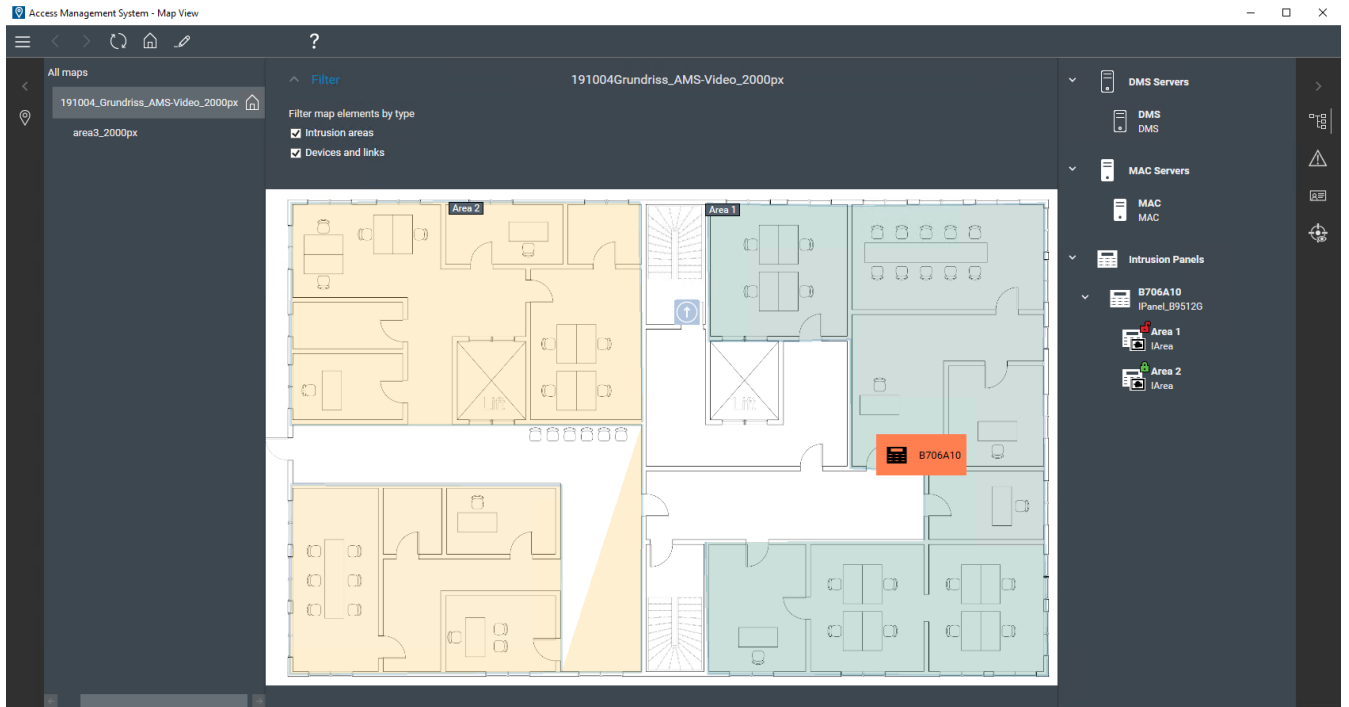 Access Management System - Map View
?
All maps
191004_Grundriss_AMS-Video_2000px
area3_2000px
Filter
191004Grundriss_AMS-Video_2000px
Filter map elements by type
Intrusion areas
Devices and links
Area 2
Area 1
Lift
Lift
B706A10
DMS Servers
DMS
DMS
MAC Servers
MAC
MAC
Intrusion Panels
B706A10
IPanel_B9512G
Area 1
IArea
Area 2
IArea